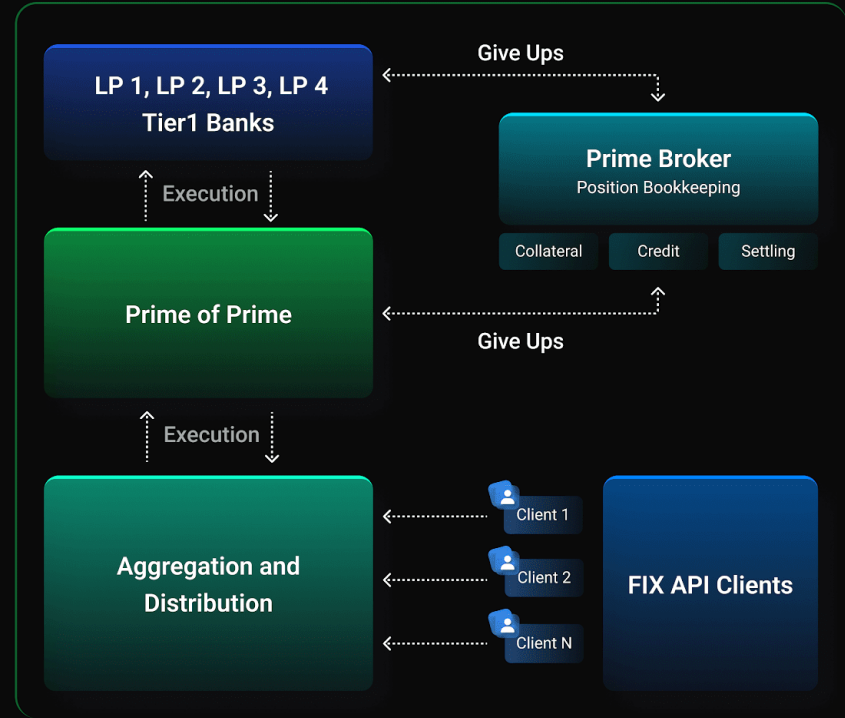 Give Ups
LP 1, LP 2, LP 3, LP 4
Tier1 Banks
Prime Broker
Position Bookkeeping
Execution
Collateral
Credit
Settling
Prime of Prime
Give Ups
Execution
Client 1
Aggregation and
Distribution
Client 2
FIX API Clients
Client N